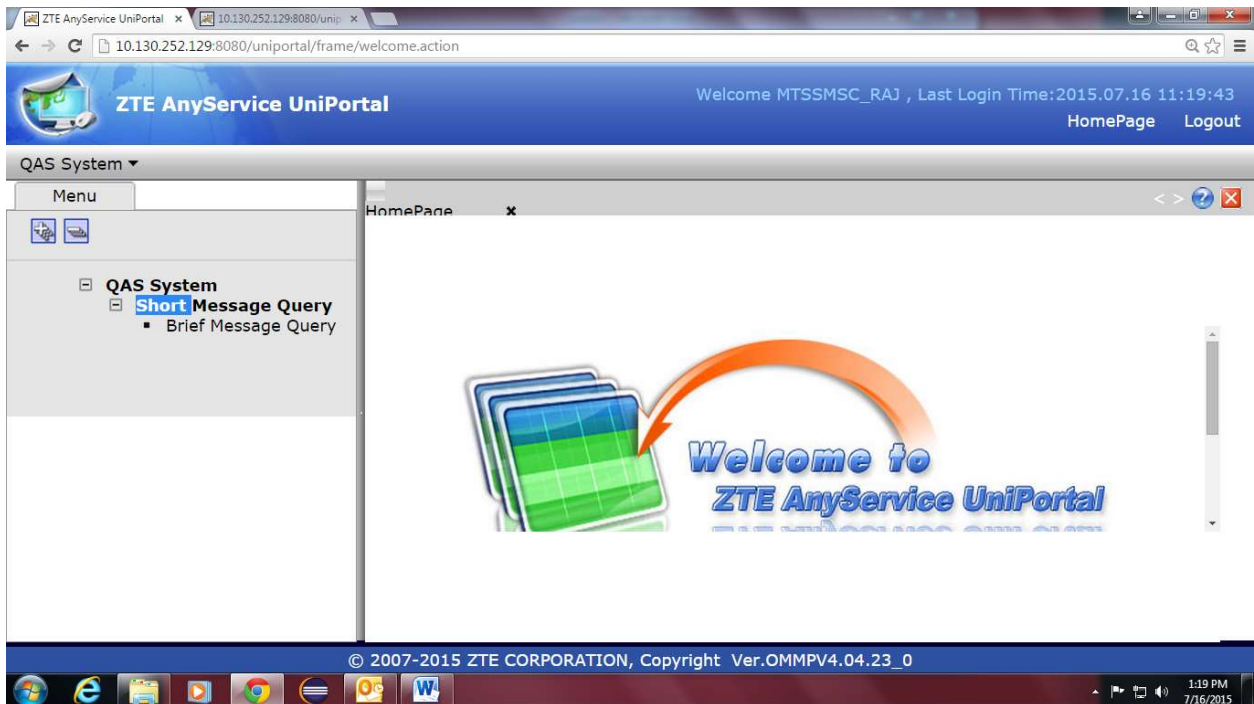 ZTE AnyService UniPortal
10.130.252.129:8080/unip
10.130.252.129:8080/uniportal/frame/welcome.action
ZTE AnyService UniPortal
Welcome MTSSMSC_RAJ , Last Login Time:2015.07.16 11:19:43
HomePage Logout
QAS System
Menu
HomePage
QAS System
Short Message Query
Brief Message Query
Welcome to
ZTE AnyService UniPortal
© 2007-2015 ZTE CORPORATION, Copyright Ver.OMMPV4.04.23_0
1:19 PM
7/16/2015